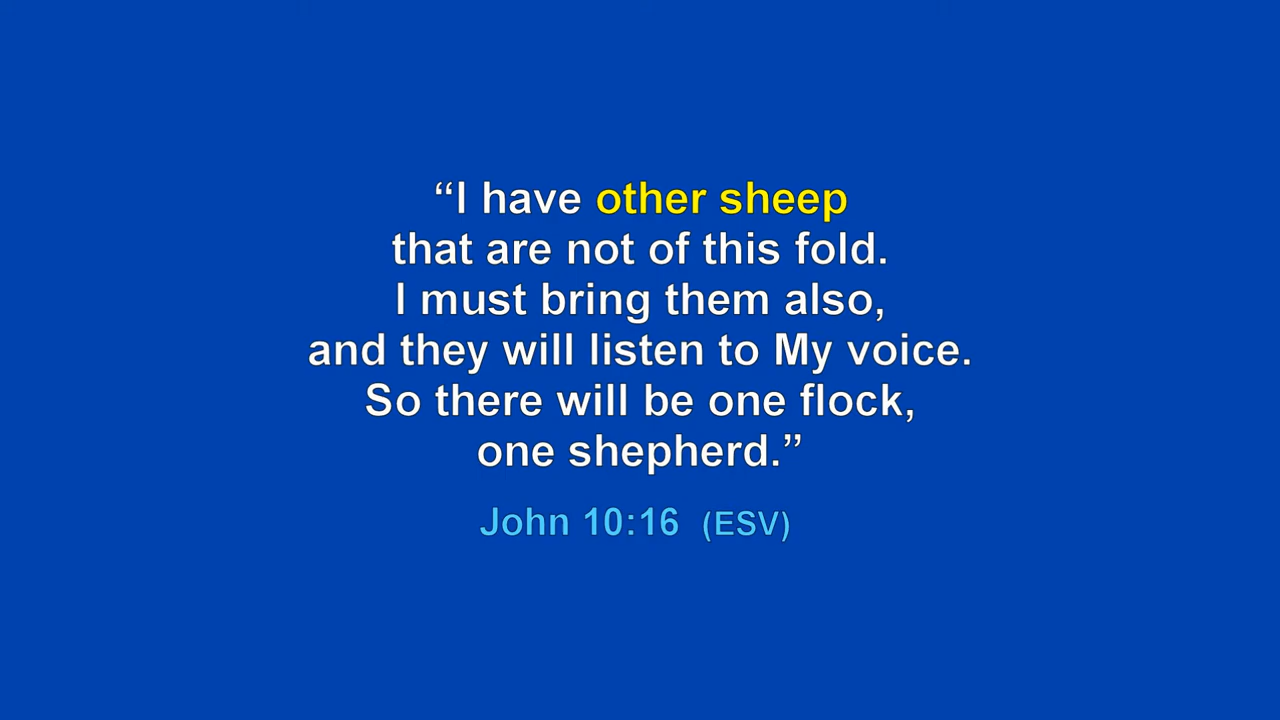 “I have other sheep
that are not of this fold.
I must bring them also,
and they will listen to My voice.
So there will be one flock,
one shepherd.”
John 10:16 (ESV)